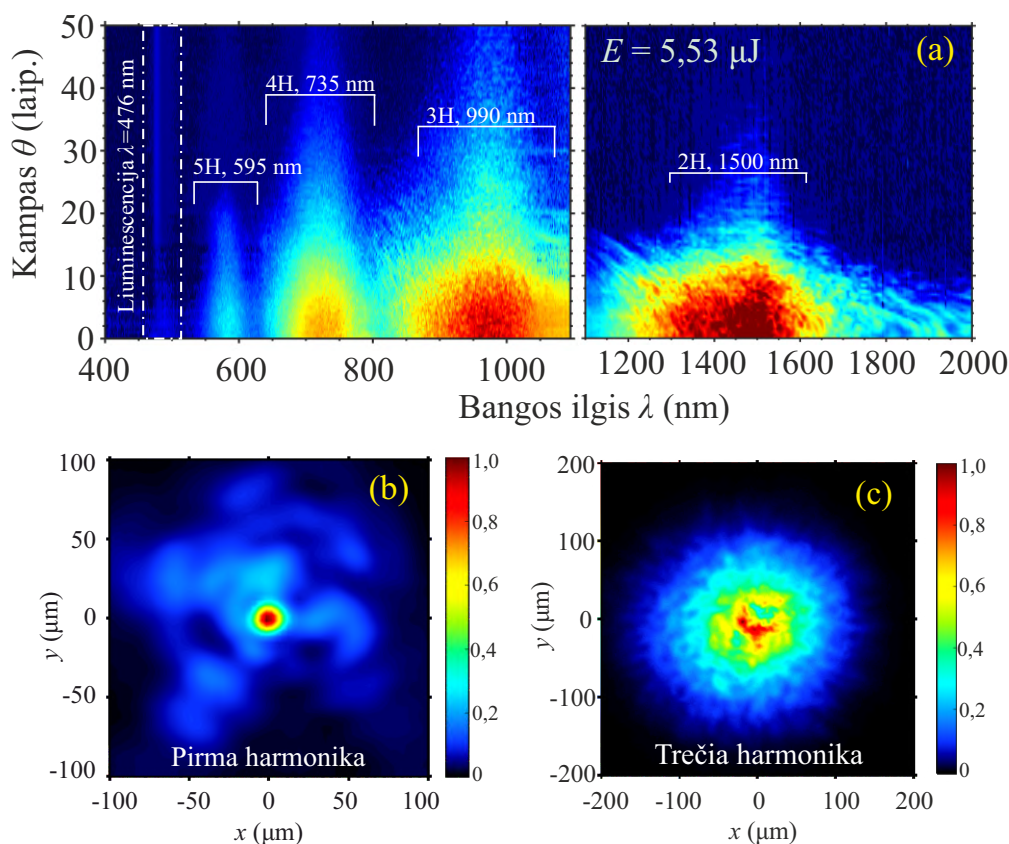 E = 5,53 μJ
(a)
Kampas θ (laip.)
50
40
30
20
10
0
Liuminescencija λ=476 nm
5H, 595 nm
4H, 735 nm
3H, 990 nm
2H, 1500 nm
400 600 800 1000 1200 1400 1600 1800 2000
Bangos ilgis λ (nm)
(b)
y (μm)
100
50
0
-50
-100
Pirma harmonika
-100 -50 0 50 100
x (μm)
1,0
0,8
0,6
0,4
0,2
0
(c)
y (μm)
200
100
0
-100
-200
Trečia harmonika
-200 -100 0 100 200
x (μm)
1,0
0,8
0,6
0,4
0,2
0